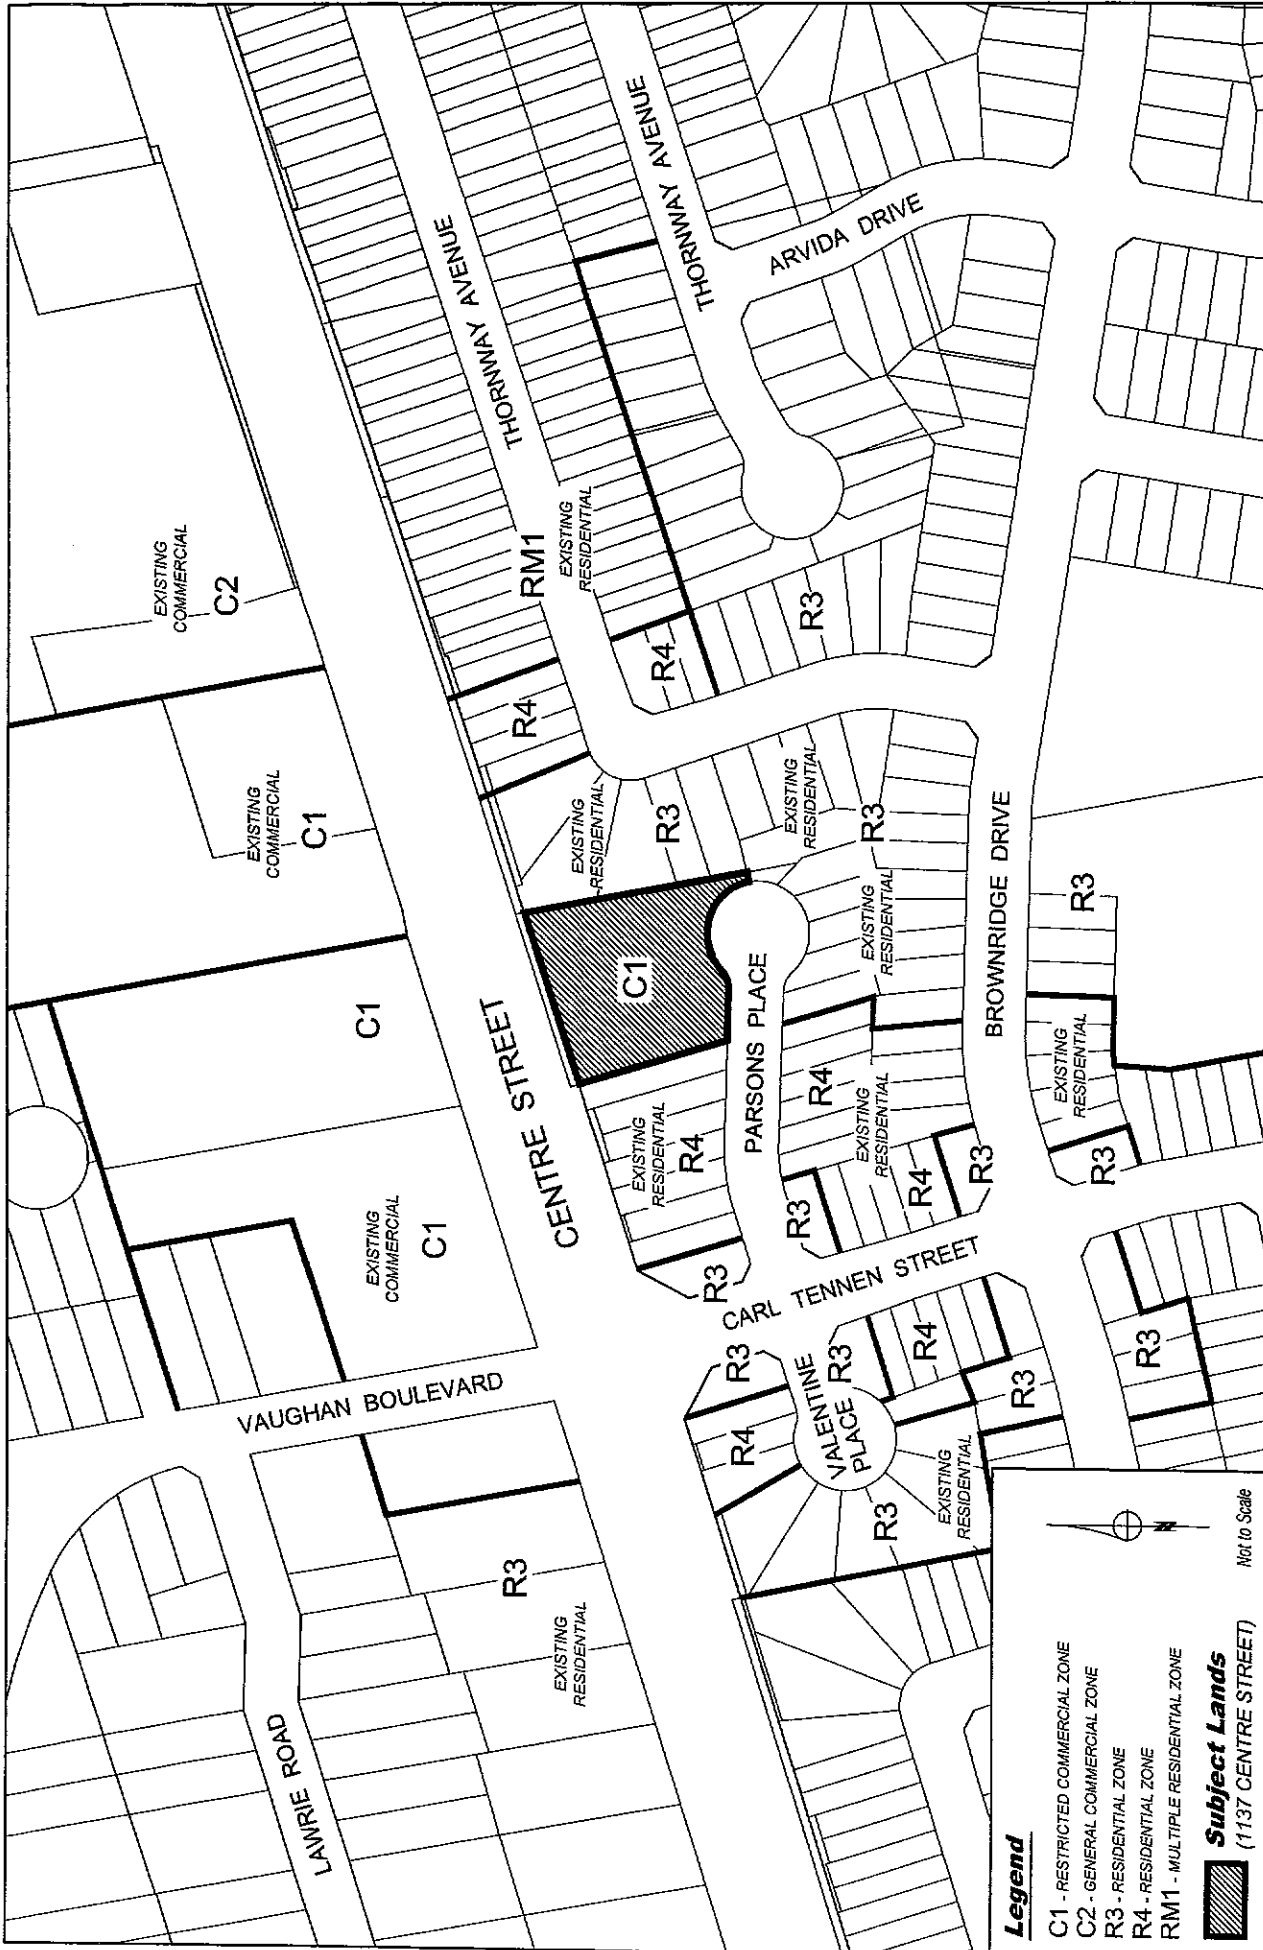 LAWRIE ROAD
EXISTING
RESIDENTIAL
R3
VAUGHAN BOULEVARD
EXISTING
COMMERCIAL
C1
C1
EXISTING
COMMERCIAL
C1
EXISTING
COMMERCIAL
C2
CENTRE STREET
THORNWAY AVENUE
THORNWAY AVENUE
ARVIDA DRIVE
RM1
EXISTING
RESIDENTIAL
R4
R4
R3
EXISTING
RESIDENTIAL
R3
EXISTING
RESIDENTIAL
R3
C1
PARSONS PLACE
EXISTING
RESIDENTIAL
R4
R3
R3
R4
EXISTING
RESIDENTIAL
EXISTING
RESIDENTIAL
R4
R3
BROWNRIDGE DRIVE
R3
EXISTING
RESIDENTIAL
R3
CARL TENNEN STREET
R3
R4
VALENTINE
PLACE
R3
R4
R3
R3
R3
EXISTING
RESIDENTIAL
Legend
C1 - RESTRICTED COMMERCIAL ZONE
C2 - GENERAL COMMERCIAL ZONE
R3 - RESIDENTIAL ZONE
R4 - RESIDENTIAL ZONE
RM1 - MULTIPLE RESIDENTIAL ZONE
Subject Lands
(1137 CENTRE STREET)
N
Not to Scale